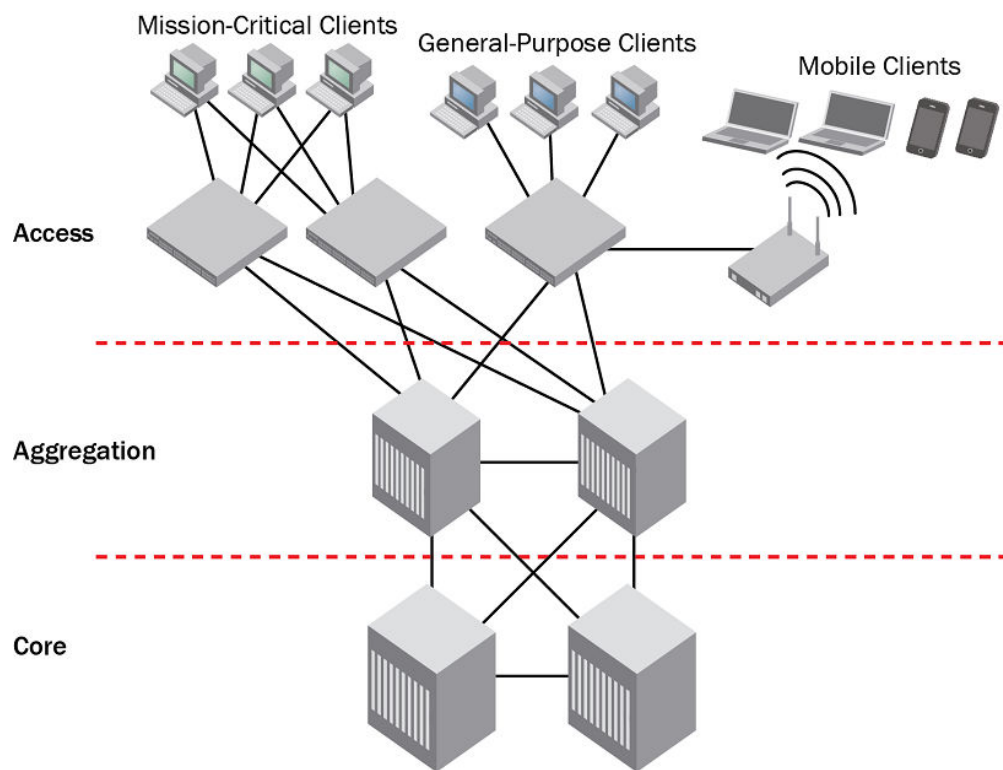 Mission-Critical Clients
General-Purpose Clients
Mobile Clients
Access
Aggregation
Core